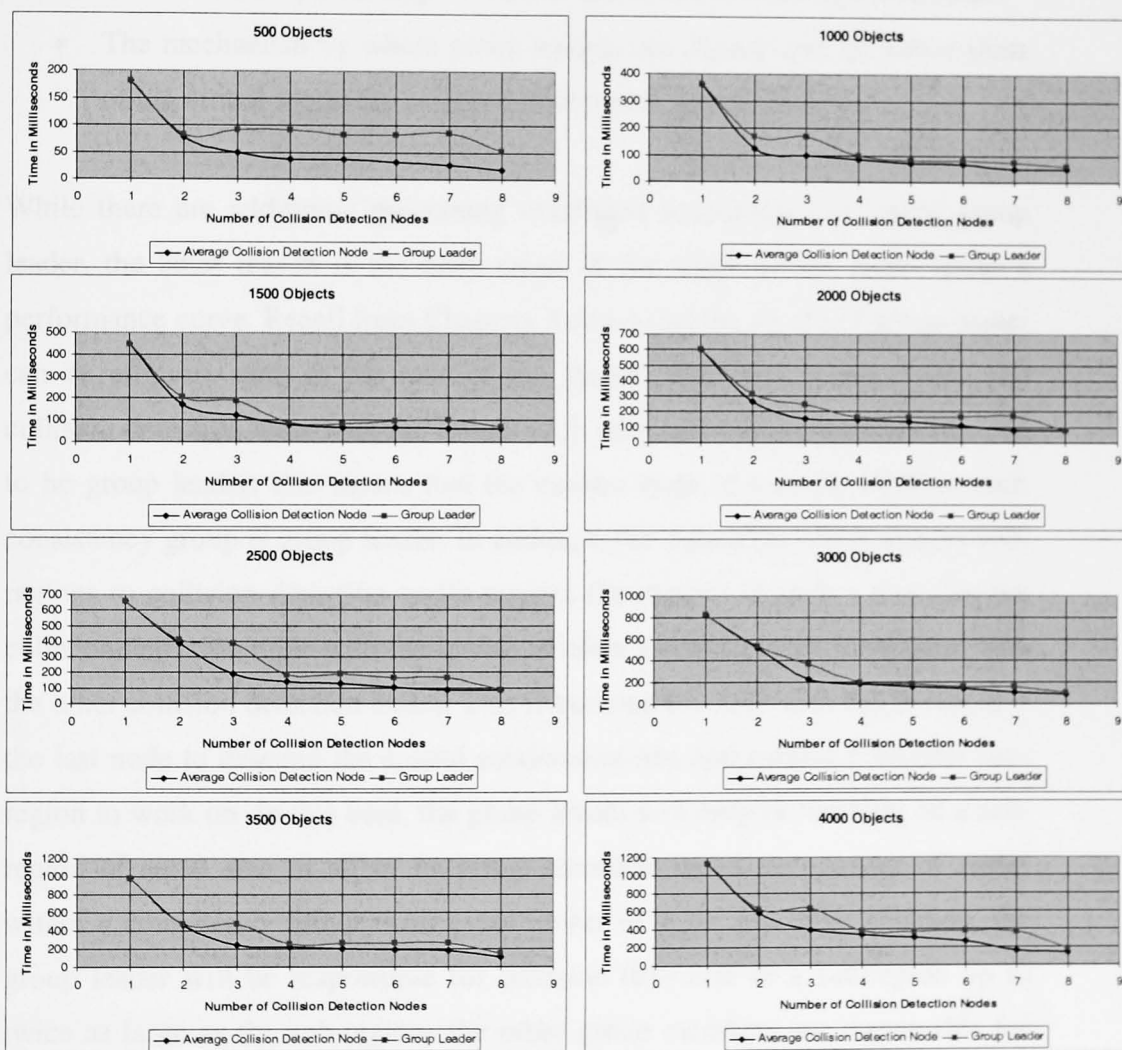 500 Objects
Time in Milliseconds
200
150
100
50
0
0 1 2 3 4 5 6 7 8 9
Number of Collision Detection Nodes
Average Collision Detection Node Group Leader
1000 Objects
Time in Milliseconds
400
300
200
100
0
0 1 2 3 4 5 6 7 8 9
Number of Collision Detection Nodes
Average Collision Detection Node Group Leader
1500 Objects
Time in Milliseconds
500
400
300
200
100
0
0 1 2 3 4 5 6 7 8 9
Number of Collision Detection Nodes
Average Collision Detection Node Group Leader
2000 Objects
Time in Milliseconds
700
600
500
400
300
200
100
0
0 1 2 3 4 5 6 7 8 9
Number of Collision Detection Nodes
Average Collision Detection Node Group Leader
2500 Objects
Time in Milliseconds
700
600
500
400
300
200
100
0
0 1 2 3 4 5 6 7 8 9
Number of Collision Detection Nodes
Average Collision Detection Node Group Leader
3000 Objects
Time in Milliseconds
1000
800
600
400
200
0
0 1 2 3 4 5 6 7 8 9
Number of Collision Detection Nodes
Average Collision Detection Node Group Leader
3500 Objects
Time in Milliseconds
1200
1000
800
600
400
200
0
0 1 2 3 4 5 6 7 8 9
Number of Collision Detection Nodes
Average Collision Detection Node Group Leader
4000 Objects
Time in Milliseconds
1200
1000
800
600
400
200
0
0 1 2 3 4 5 6 7 8 9
Number of Collision Detection Nodes
Average Collision Detection Node Group Leader